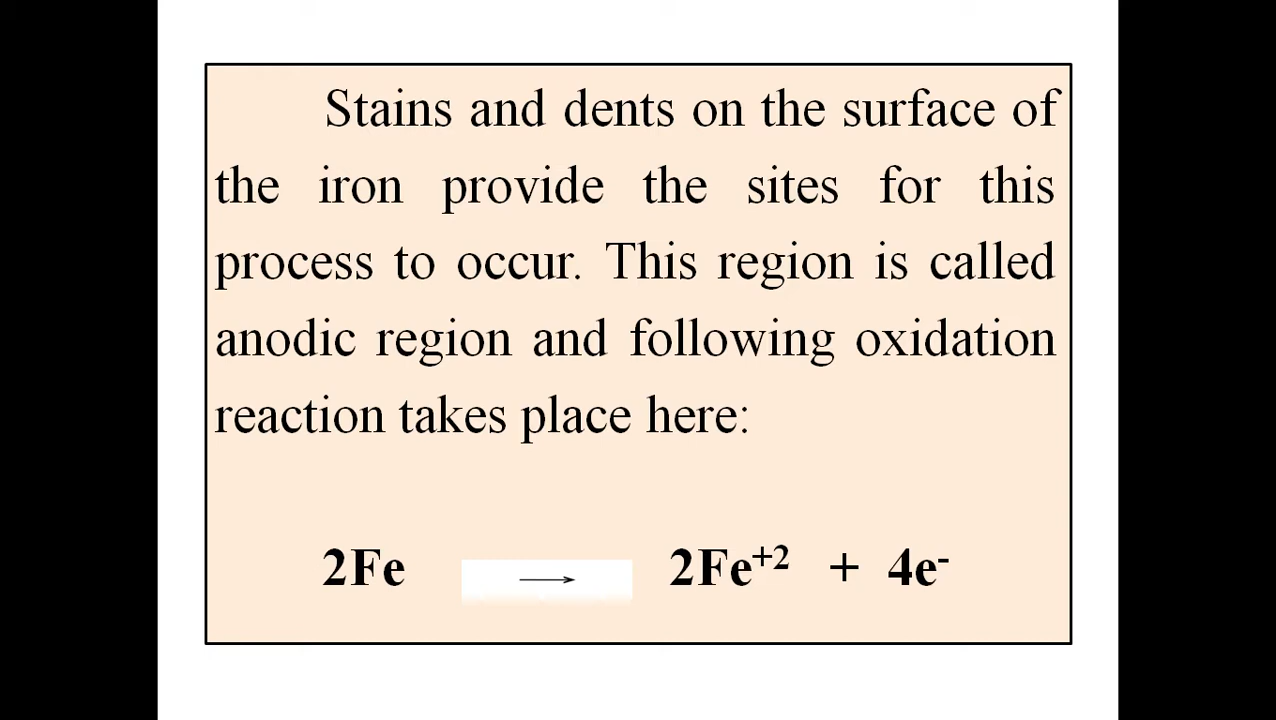 Stains and dents on the surface of
the iron provide the sites for this
process to occur. This region is called
anodic region and following oxidation
reaction takes place here:
2Fe ⟶ 2Fe⁺² + 4e⁻